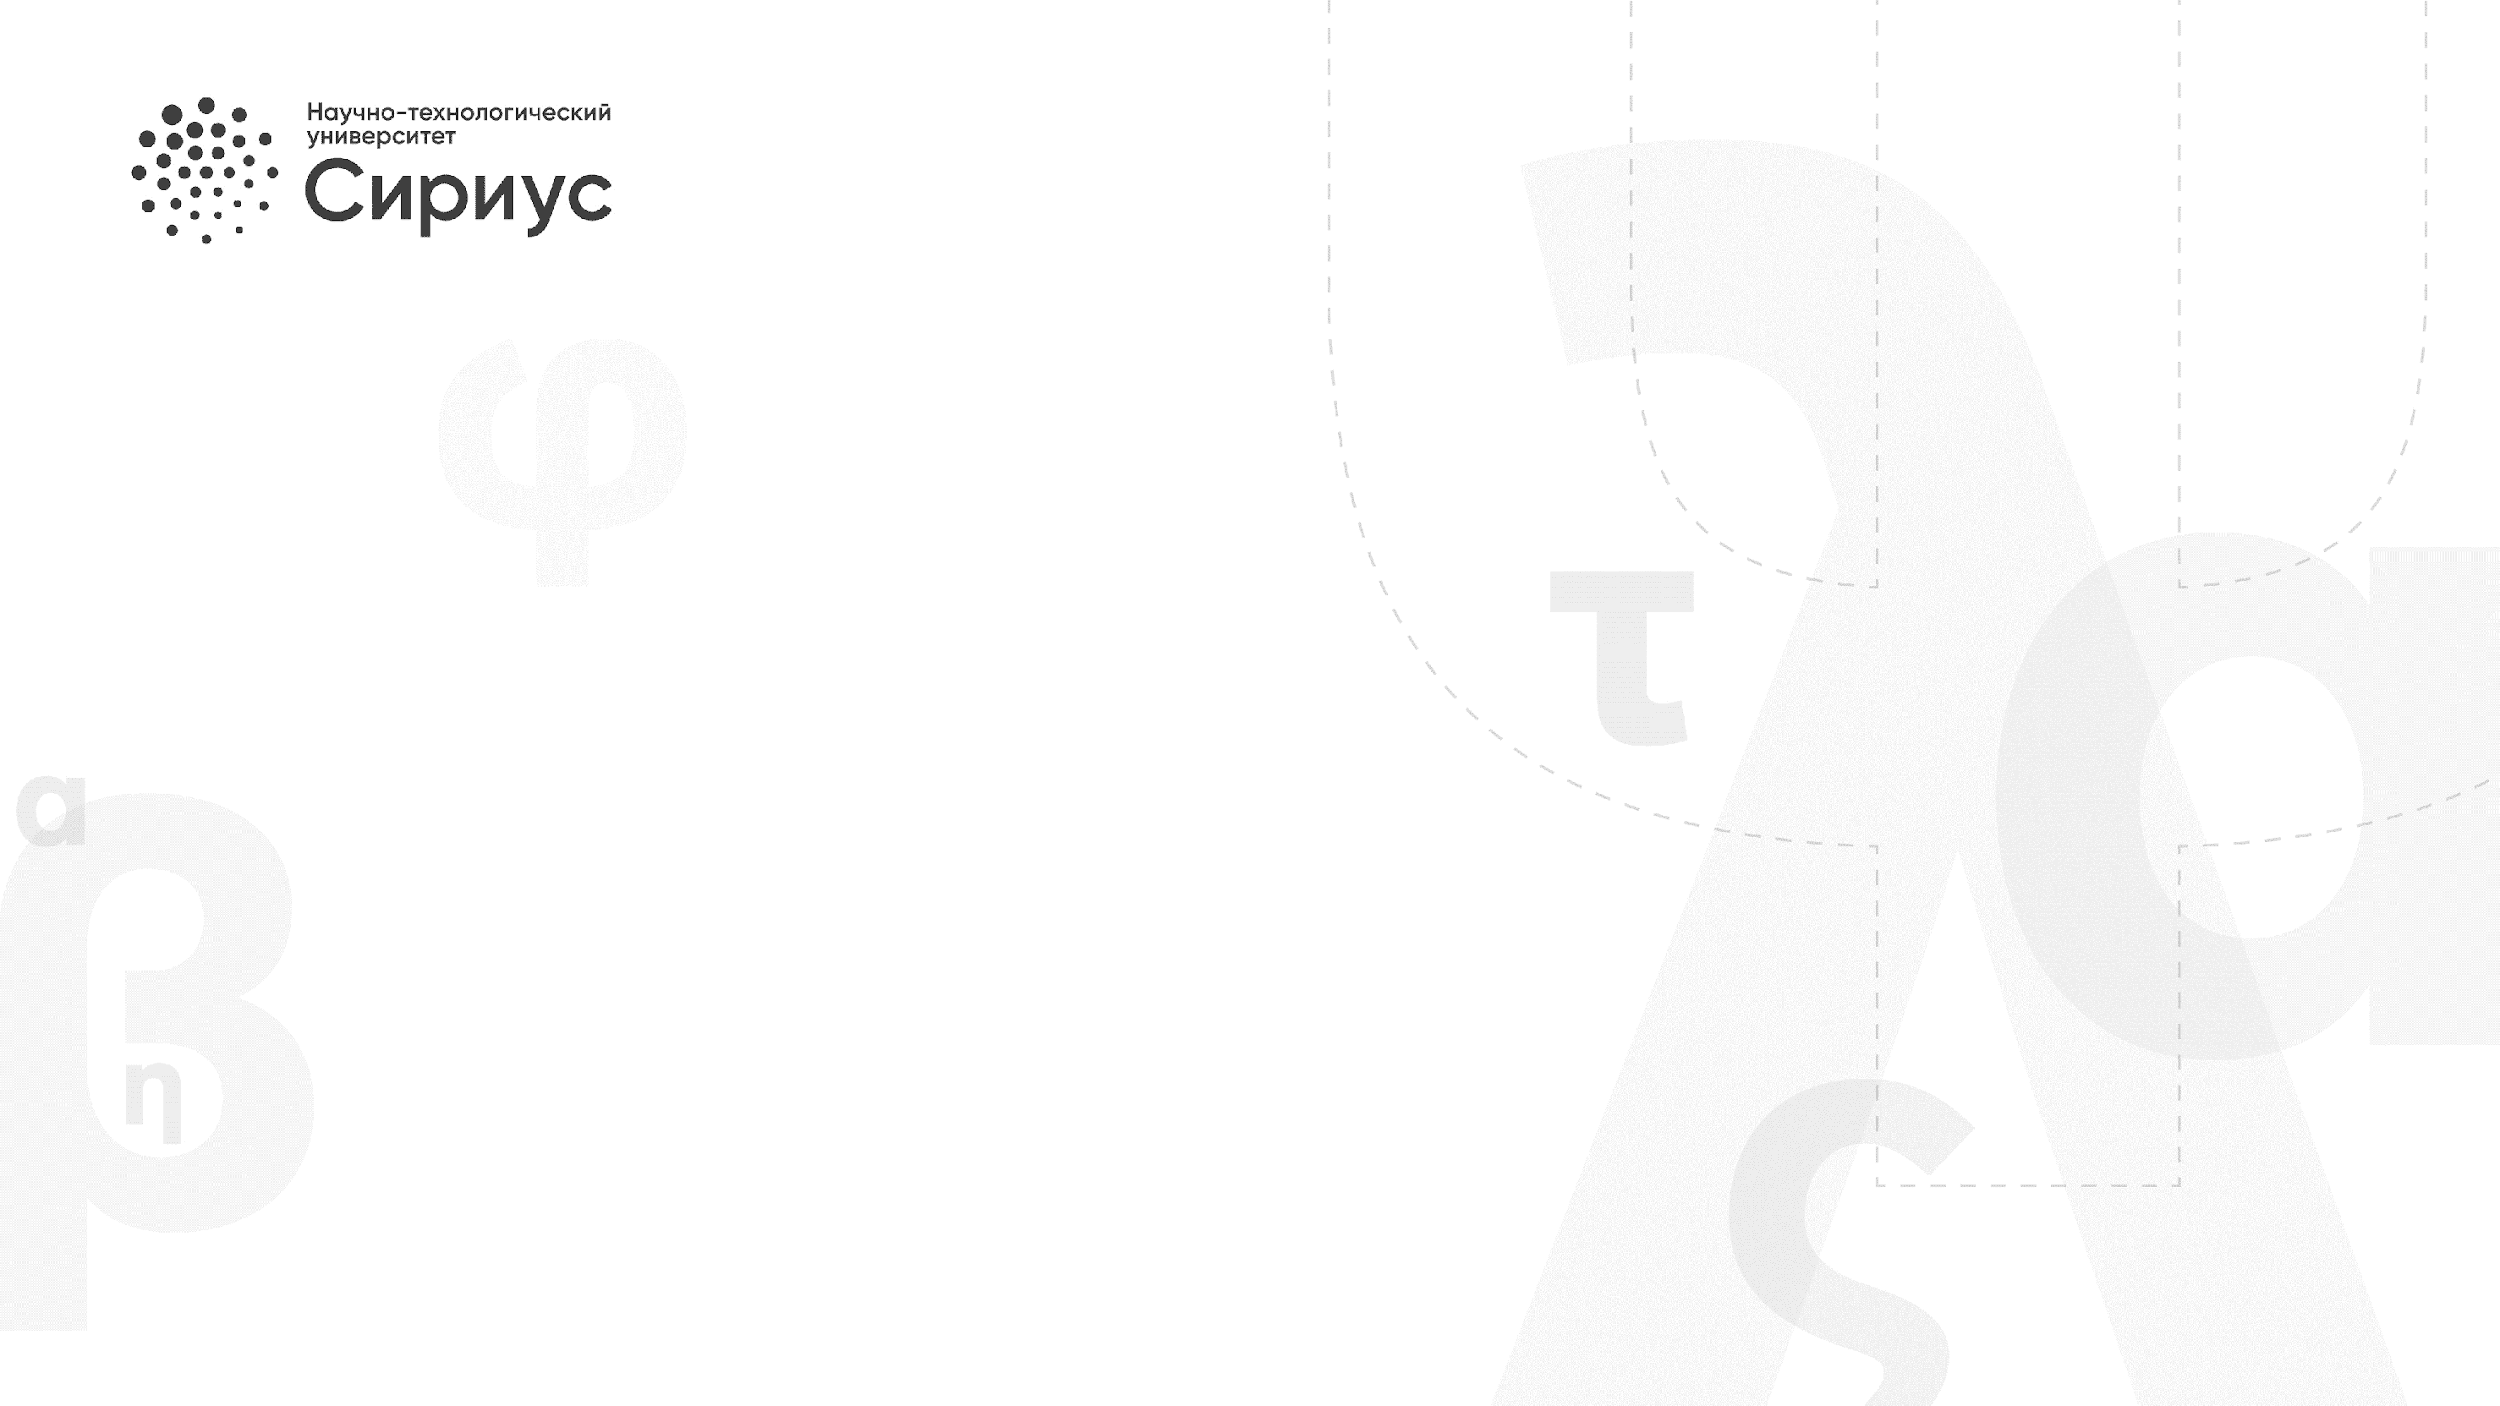 Научно-технологический
университет
Сириус
φ
τ
α
λ
α
β
η
ς